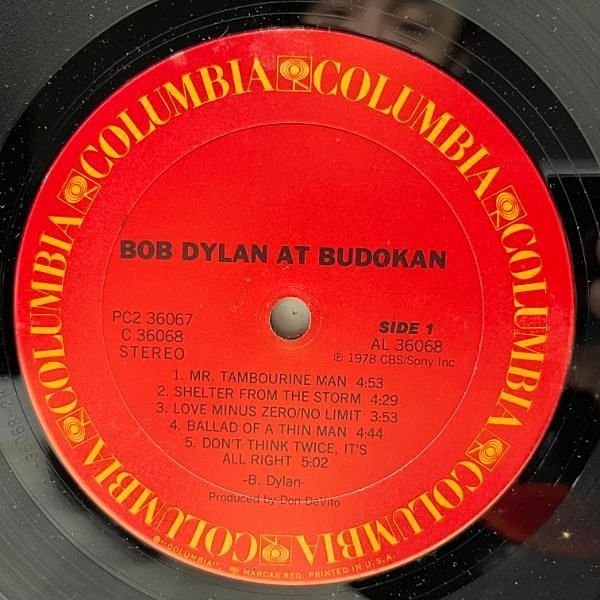 COLUMBIA COLUMBIA COLUMBIA COLUMBIA COLUMBIA COLUMBIA
BOB DYLAN AT BUDOKAN
PC2 36067
C 36068
STEREO
SIDE 1
AL 36068
℗ 1978 CBS/Sony Inc.
1. MR. TAMBOURINE MAN 4:53
2. SHELTER FROM THE STORM 4:29
3. LOVE MINUS ZERO/NO LIMIT 3:53
4. BALLAD OF A THIN MAN 4:44
5. DON'T THINK TWICE, IT'S
ALL RIGHT 5:02
-B. Dylan-
Produced by Don DeVito
®"COLUMBIA", MARCAS REG. PRINTED IN U.S.A.